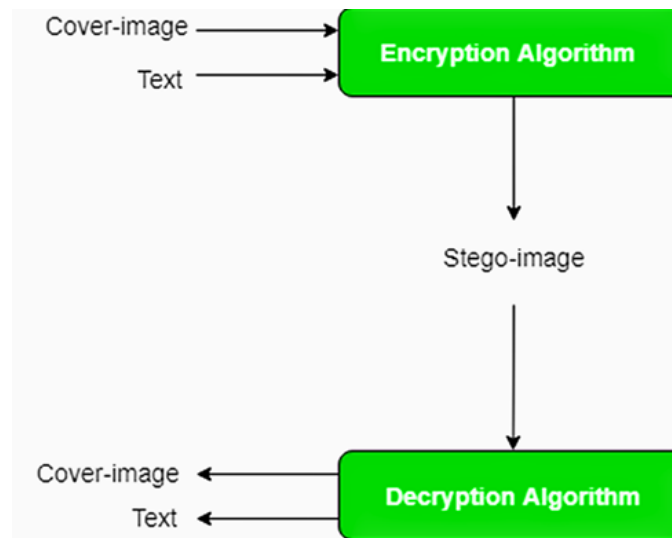 Cover-image
Encryption Algorithm
Text
Stego-image
Cover-image
Decryption Algorithm
Text